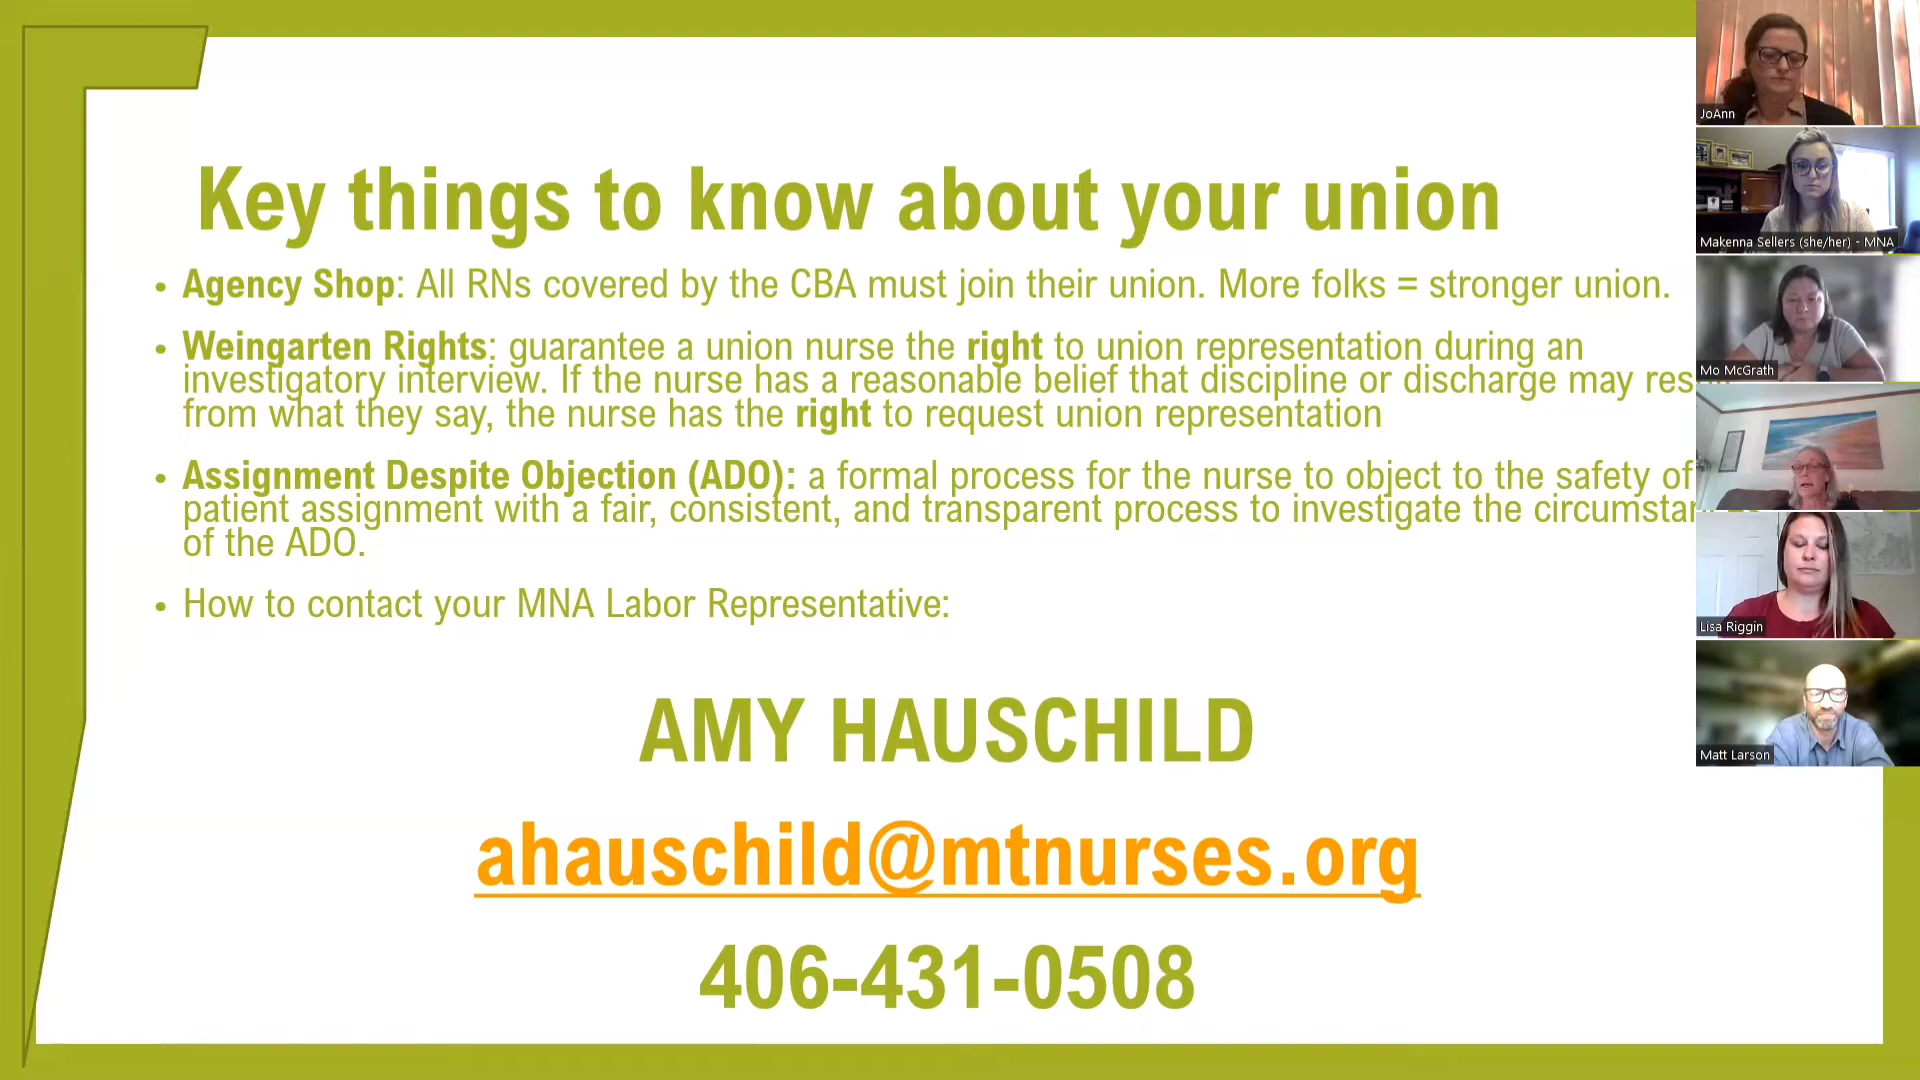 Key things to know about your union
• Agency Shop: All RNs covered by the CBA must join their union. More folks = stronger union.
• Weingarten Rights: guarantee a union nurse the right to union representation during an
investigatory interview. If the nurse has a reasonable belief that discipline or discharge may
from what they say, the nurse has the right to request union representation
• Assignment Despite Objection (ADO): a formal process for the nurse to object to the safety of
patient assignment with a fair, consistent, and transparent process to investigate the
of the ADO.
• How to contact your MNA Labor Representative:
AMY HAUSCHILD
ahauschild@mtnurses.org
406-431-0508
JoAnn
Makenna Sellers (she/her) - MNA
Mo McGrath
Lisa Riggin
Matt Larson